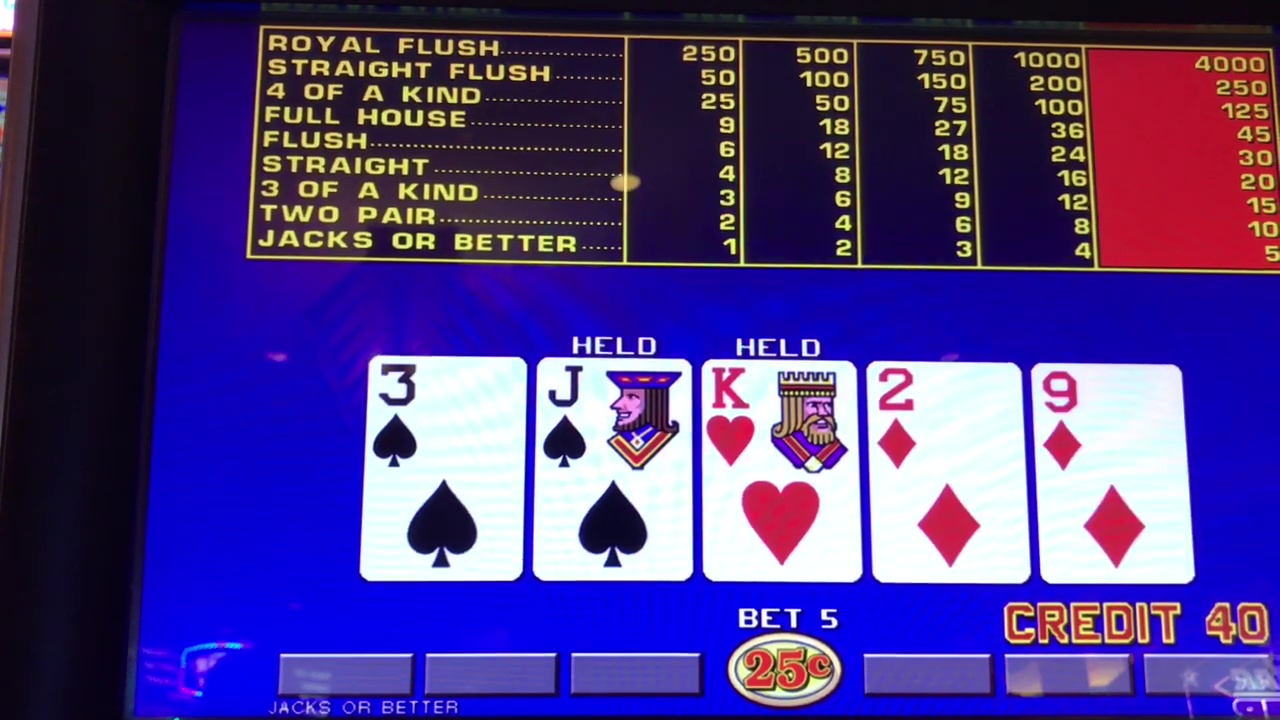 ROYAL FLUSH 250 500 750 1000 4000
STRAIGHT FLUSH 50 100 150 200 250
4 OF A KIND 25 50 75 100 125
FULL HOUSE 9 18 27 36 45
FLUSH 6 12 18 24 30
STRAIGHT 4 8 12 16 20
3 OF A KIND 3 6 9 12 15
TWO PAIR 2 4 6 8 10
JACKS OR BETTER 1 2 3 4 5
HELD HELD
3 J K 2 9
BET 5
CREDIT 40
25¢
JACKS OR BETTER